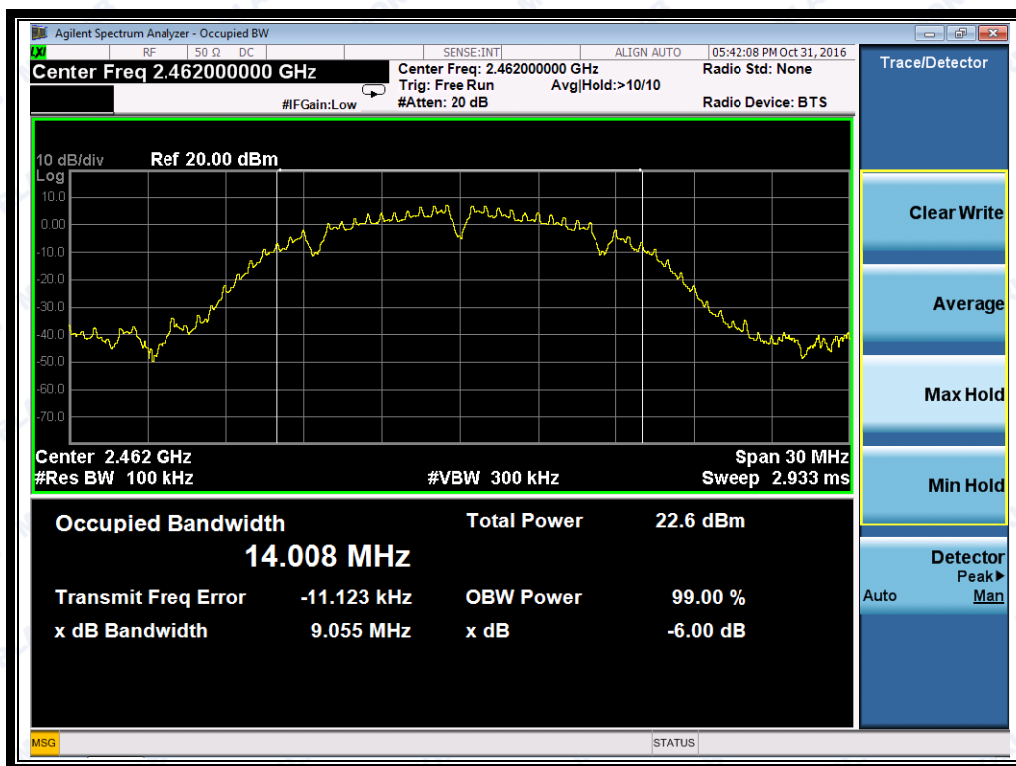 Agilent Spectrum Analyzer - Occupied BW
LXI RF 50 Ω DC SENSE:INT ALIGN AUTO 05:42:08 PM Oct 31, 2016
Center Freq 2.462000000 GHz
Center Freq: 2.462000000 GHz
Radio Std: None
Trig: Free Run Avg|Hold:>10/10
#IFGain:Low
#Atten: 20 dB
Radio Device: BTS
10 dB/div Ref 20.00 dBm
Log
10.0
0.00
-10.0
-20.0
-30.0
-40.0
-50.0
-60.0
-70.0
Center 2.462 GHz Span 30 MHz
#Res BW 100 kHz #VBW 300 kHz Sweep 2.933 ms
Occupied Bandwidth
14.008 MHz
Total Power 22.6 dBm
Transmit Freq Error -11.123 kHz OBW Power 99.00 %
x dB Bandwidth 9.055 MHz x dB -6.00 dB
Trace/Detector
Clear Write
Average
Max Hold
Min Hold
Detector
Peak▶
Auto Man
MSG STATUS